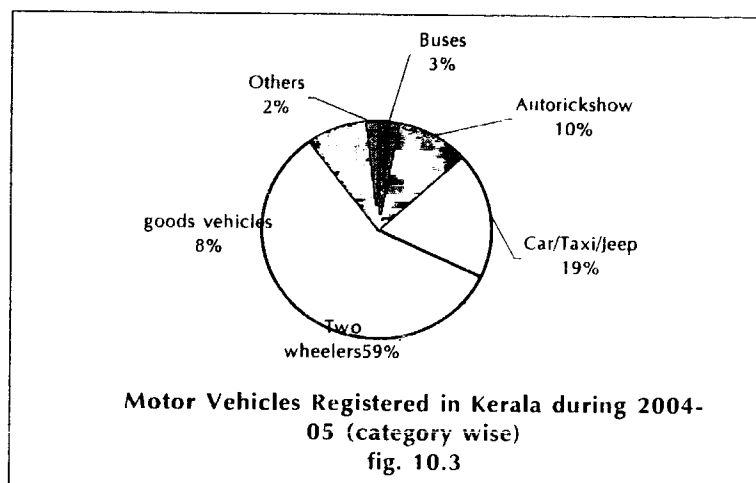 Buses
3%
Others
2%
Autorickshow
10%
goods vehicles
8%
Car/Taxi/Jeep
19%
Two
wheelers59%
Motor Vehicles Registered in Kerala during 2004-
05 (category wise)
fig. 10.3